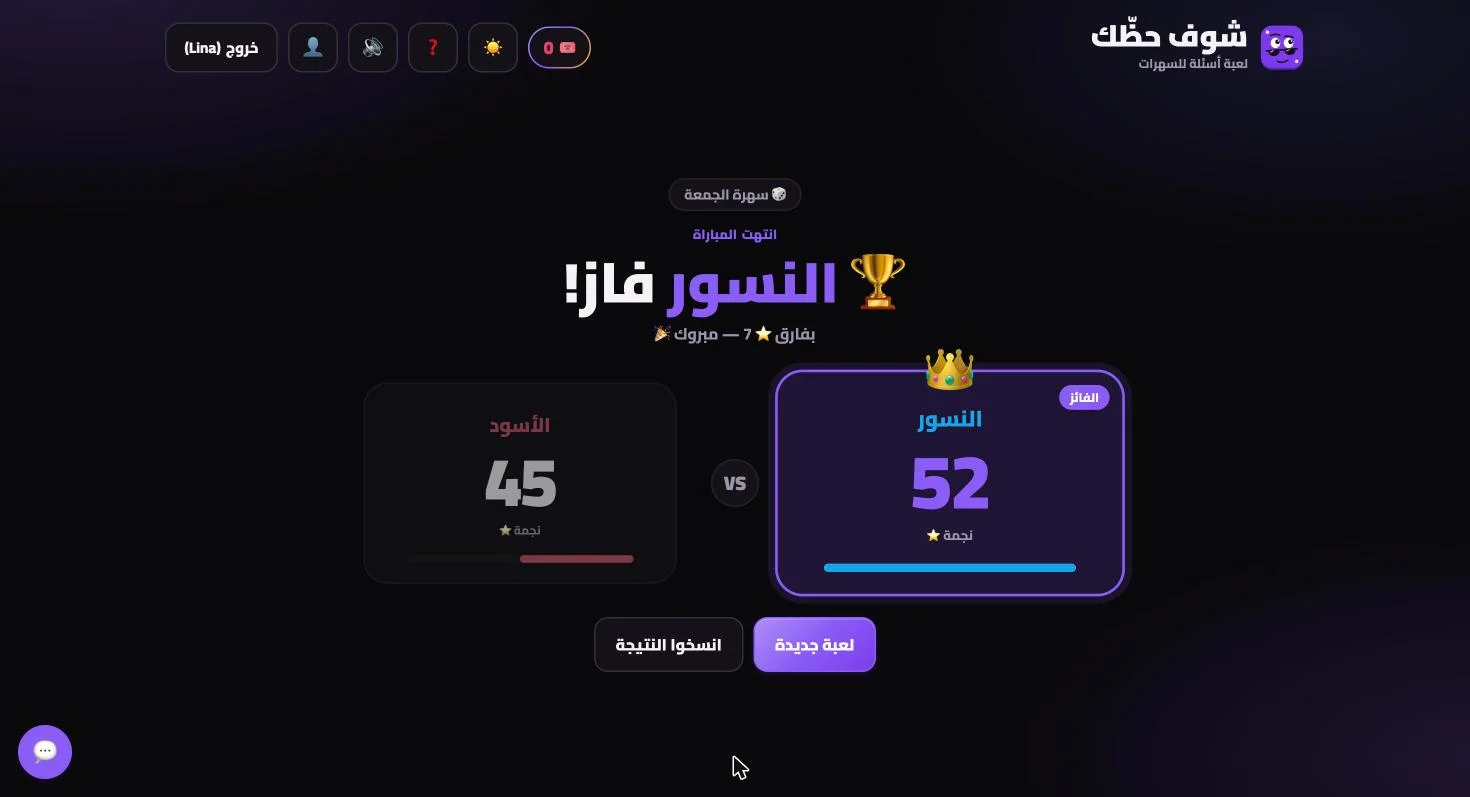 شوف حظّك
لعبة أسئلة للسهرات
0
خروج (Lina)
سهرة الجمعة
انتهت المباراة
النسور فاز!
بفارق ⭐ 7 — مبروك 🎉
الفائز
النسور
52
نجمة ⭐
VS
الأسود
45
نجمة ⭐
لعبة جديدة
انسخوا النتيجة